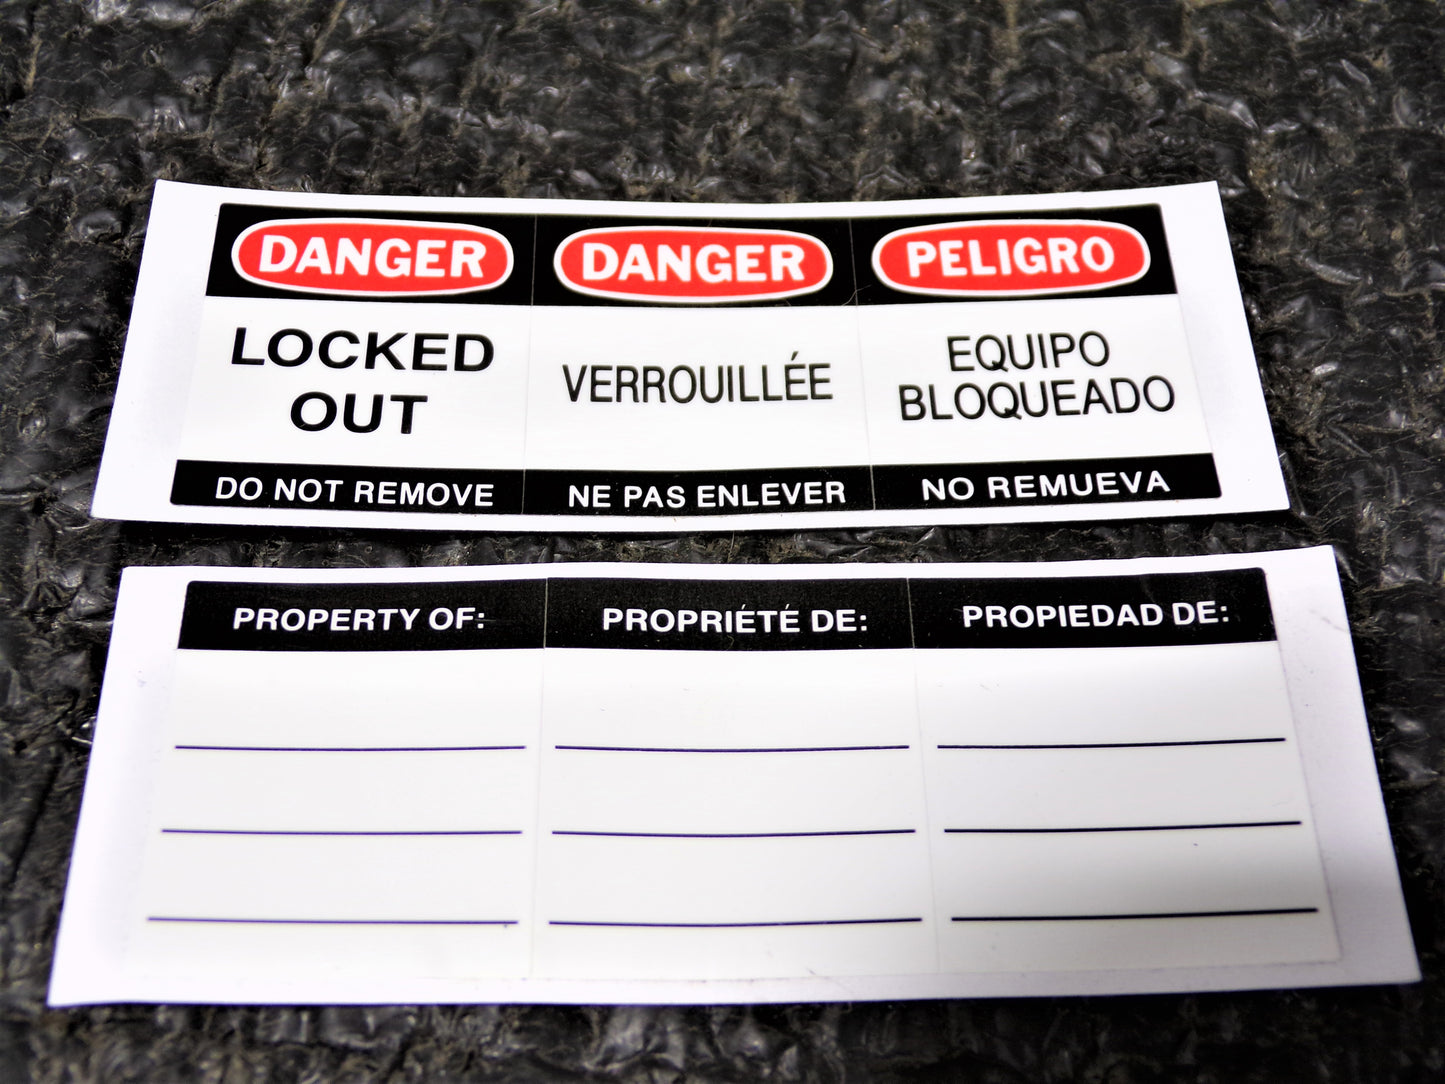 DANGER
LOCKED
OUT
DO NOT REMOVE
DANGER
VERROUILLÉE
NE PAS ENLEVER
PELIGRO
EQUIPO
BLOQUEADO
NO REMUEVA
PROPERTY OF:
PROPRIÉTÉ DE:
PROPIEDAD DE: